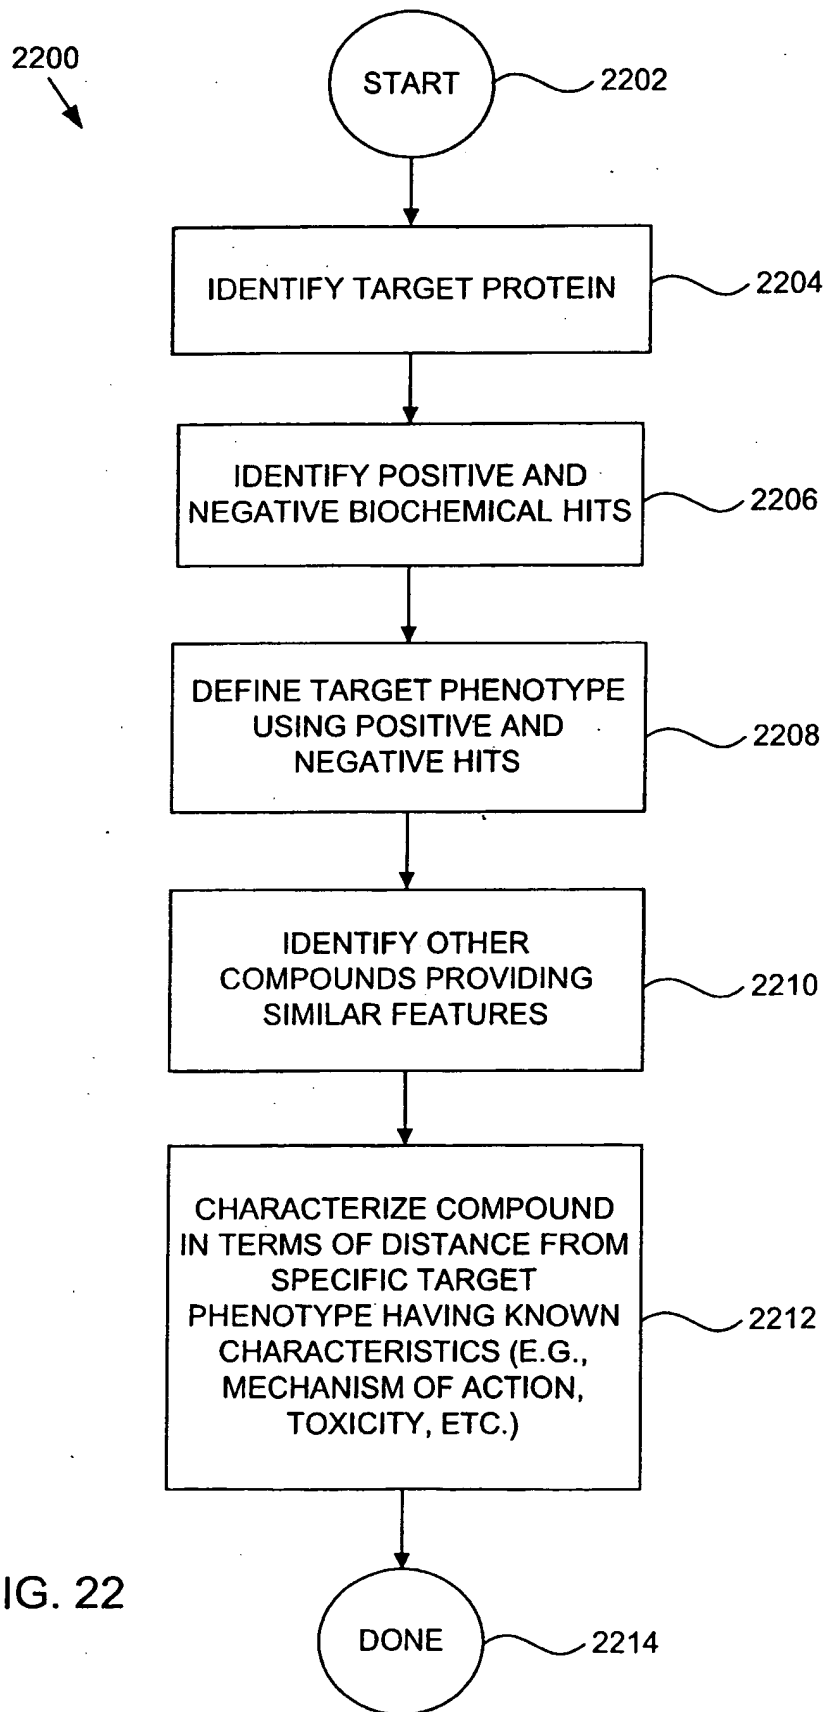 2200
START
2202
IDENTIFY TARGET PROTEIN
2204
IDENTIFY POSITIVE AND
NEGATIVE BIOCHEMICAL HITS
2206
DEFINE TARGET PHENOTYPE
USING POSITIVE AND
NEGATIVE HITS
2208
IDENTIFY OTHER
COMPOUNDS PROVIDING
SIMILAR FEATURES
2210
CHARACTERIZE COMPOUND
IN TERMS OF DISTANCE FROM
SPECIFIC TARGET
PHENOTYPE HAVING KNOWN
CHARACTERISTICS (E.G.,
MECHANISM OF ACTION,
TOXICITY, ETC.)
2212
IG. 22
DONE
2214